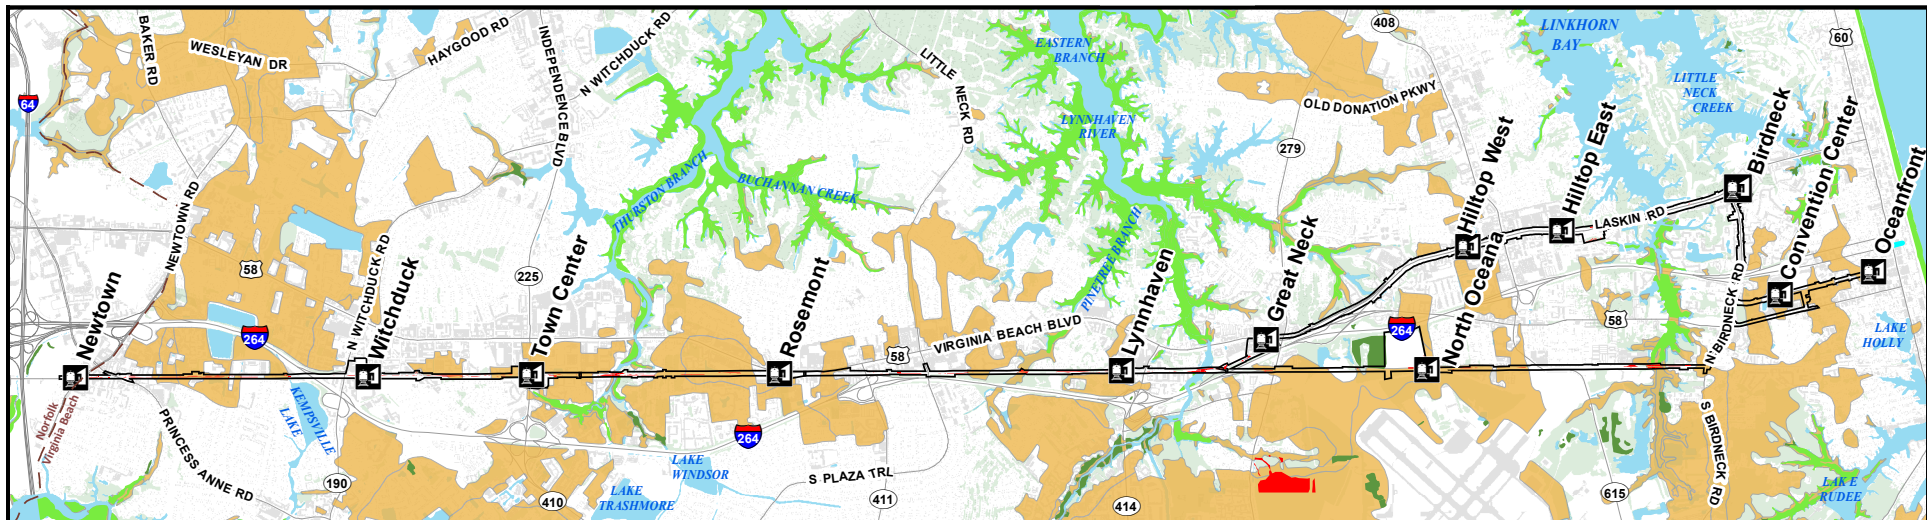 BAKER RD
WESLEYAN DR
HAYGOOD RD
INDEPENDENCE BLVD
N WITCHDUCK RD
LITTLE
NECK RD
EASTERN
BRANCH
LYNNHAVEN
RIVER
408
OLD DONATION PKWY
279
LINKHORN
BAY
LITTLE
NECK
CREEK
60
64
NEWTOWN RD
58
264
N WITCHDUCK RD
225
THURSTON BRANCH
BUCHANNAN CREEK
PINETREE BRANCH
VIRGINIA BEACH BLVD
58
264
LASKIN RD
58
N BIRDNECK RD
LAKE
HOLLY
Newtown
Witchduck
Town Center
Rosemont
Lynnhaven
Great Neck
North Oceana
Hilltop West
Hilltop East
Birdneck
Convention Center
Oceanfront
Norfolk
Virginia Beach
PRINCESS ANNE RD
KEMPSVILLE
LAKE
190
410
LAKE
TRASHMORE
LAKE
WINDSOR
264
S PLAZA TRL
411
414
615
S BIRDNECK RD
LAKE
RUDEE